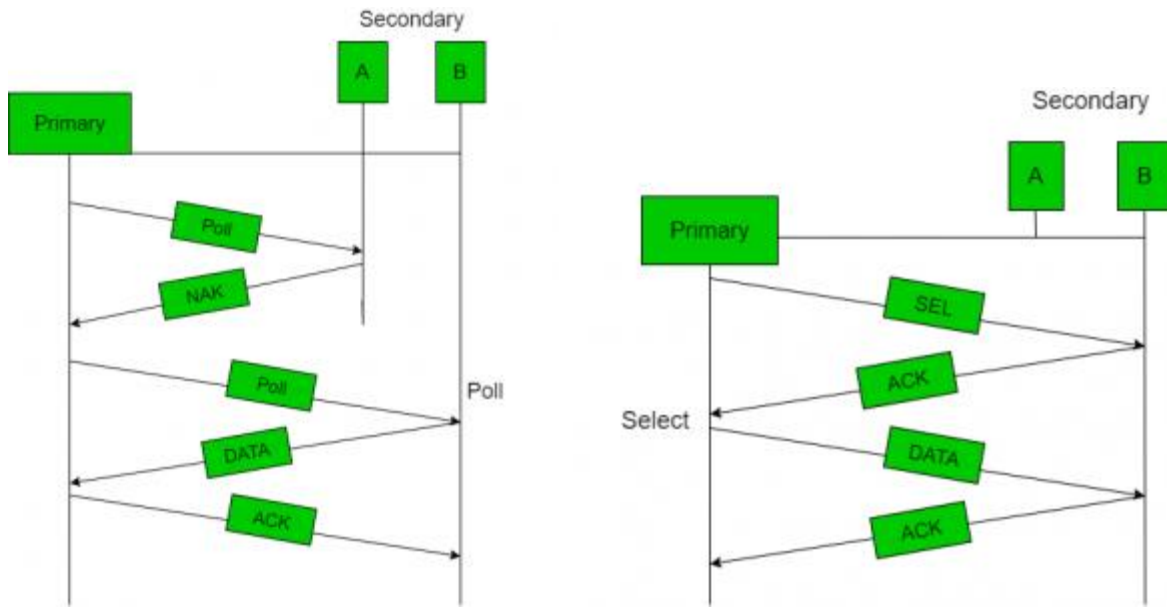 Secondary
A
B
Primary
Poll
NAK
Poll
Poll
DATA
ACK
Secondary
A
B
Primary
SEL
ACK
Select
DATA
ACK